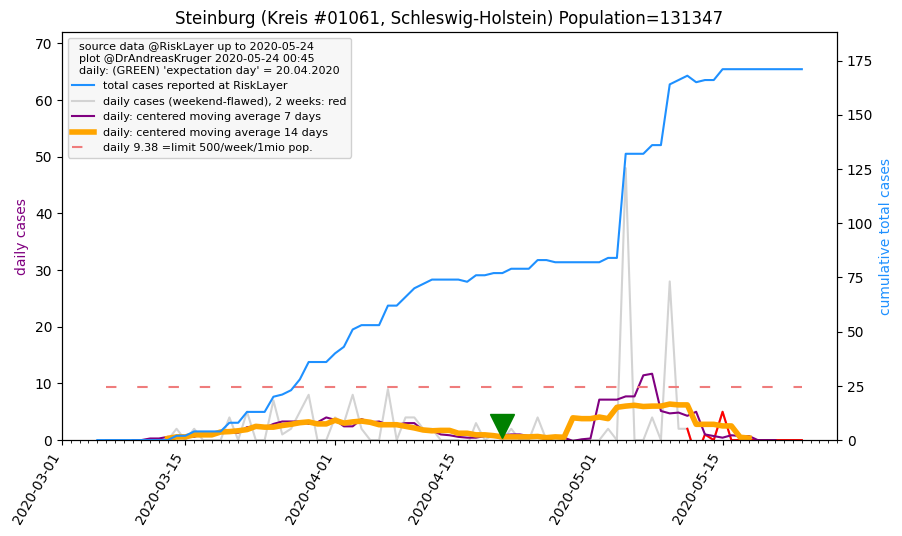 Steinburg (Kreis #01061, Schleswig-Holstein) Population=131347
source data @RiskLayer up to 2020-05-24
plot @DrAndreasKruger 2020-05-24 00:45
daily: (GREEN) 'expectation day' = 20.04.2020
total cases reported at RiskLayer
daily cases (weekend-flawed), 2 weeks: red
daily: centered moving average 7 days
daily: centered moving average 14 days
daily 9.38 =limit 500/week/1mio pop.
daily cases
70
60
50
40
30
20
10
0
cumulative total cases
175
150
125
100
75
50
25
0
2020-03-01
2020-03-15
2020-04-01
2020-04-15
2020-05-01
2020-05-15